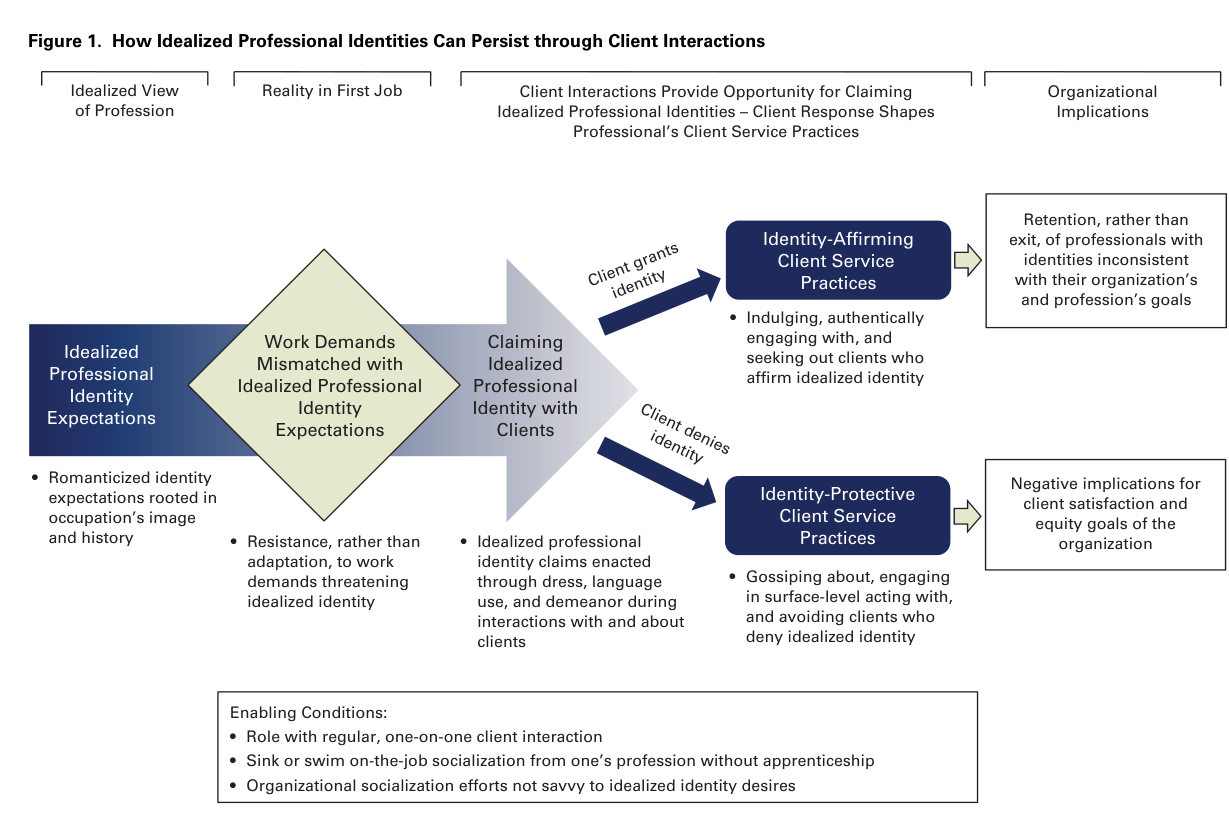 Figure 1. How Idealized Professional Identities Can Persist through Client Interactions
Idealized View
of Profession
Reality in First Job
Client Interactions Provide Opportunity for Claiming
Idealized Professional Identities – Client Response Shapes
Professional's Client Service Practices
Organizational
Implications
Idealized
Professional
Identity
Expectations
• Romanticized identity
expectations rooted in
occupation's image
and history
Work Demands
Mismatched with
Idealized Professional
Identity
Expectations
• Resistance, rather than
adaptation, to work
demands threatening
idealized identity
Claiming
Idealized
Professional
Identity with
Clients
• Idealized professional
identity claims enacted
through dress, language
use, and demeanor during
interactions with and about
clients
Client grants
identity
Identity-Affirming
Client Service
Practices
• Indulging, authentically
engaging with, and
seeking out clients who
affirm idealized identity
Retention, rather than
exit, of professionals with
identities inconsistent
with their organization's
and profession's goals
Client denies
identity
Identity-Protective
Client Service
Practices
• Gossiping about, engaging
in surface-level acting with,
and avoiding clients who
deny idealized identity
Negative implications for
client satisfaction and
equity goals of the
organization
Enabling Conditions:
• Role with regular, one-on-one client interaction
• Sink or swim on-the-job socialization from one's profession without apprenticeship
• Organizational socialization efforts not savvy to idealized identity desires